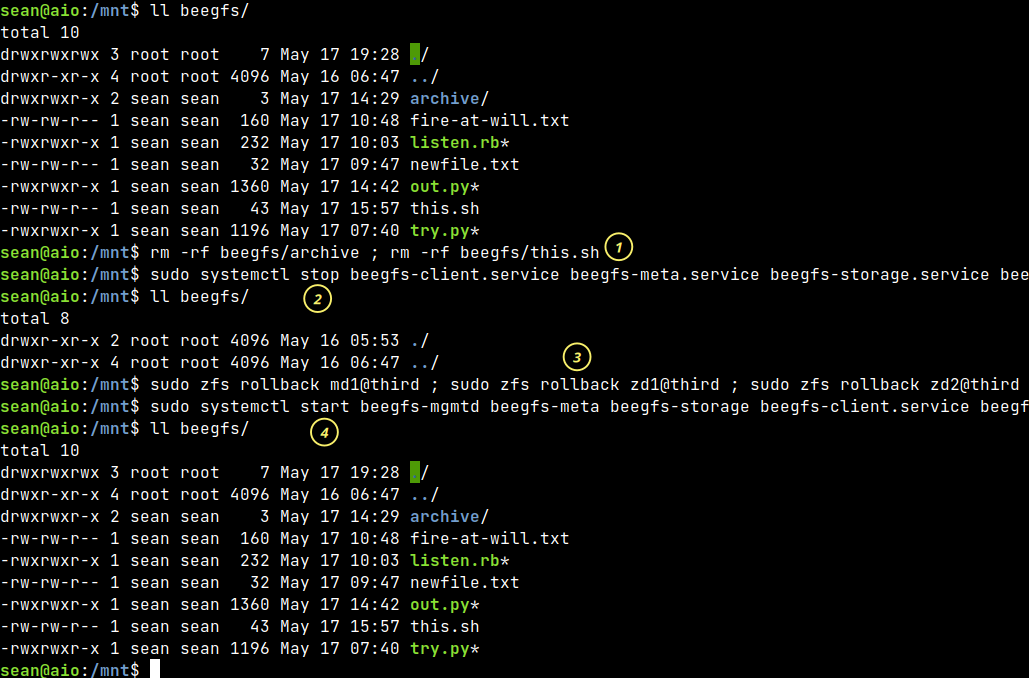 sean@aio:/mnt$ ll beegfs/
total 10
drwxrwxrwx 3 root root    7 May 17 19:28 ./
drwxr-xr-x 4 root root 4096 May 16 06:47 ../
drwxrwxr-x 2 sean sean    3 May 17 14:29 archive/
-rw-rw-r-- 1 sean sean  160 May 17 10:48 fire-at-will.txt
-rwxrwxr-x 1 sean sean  232 May 17 10:03 listen.rb*
-rw-rw-r-- 1 sean sean   32 May 17 09:47 newfile.txt
-rwxrwxr-x 1 sean sean 1360 May 17 14:42 out.py*
-rw-rw-r-- 1 sean sean   43 May 17 15:57 this.sh
-rwxrwxr-x 1 sean sean 1196 May 17 07:40 try.py*
sean@aio:/mnt$ rm -rf beegfs/archive ; rm -rf beegfs/this.sh 1
sean@aio:/mnt$ sudo systemctl stop beegfs-client.service beegfs-meta.service beegfs-storage.service bee
sean@aio:/mnt$ ll beegfs/ 2
total 8
drwxr-xr-x 2 root root 4096 May 16 05:53 ./
drwxr-xr-x 4 root root 4096 May 16 06:47 ../ 3
sean@aio:/mnt$ sudo zfs rollback md1@third ; sudo zfs rollback zd1@third ; sudo zfs rollback zd2@third
sean@aio:/mnt$ sudo systemctl start beegfs-mgmtd beegfs-meta beegfs-storage beegfs-client.service beegf
sean@aio:/mnt$ ll beegfs/ 4
total 10
drwxrwxrwx 3 root root    7 May 17 19:28 ./
drwxr-xr-x 4 root root 4096 May 16 06:47 ../
drwxrwxr-x 2 sean sean    3 May 17 14:29 archive/
-rw-rw-r-- 1 sean sean  160 May 17 10:48 fire-at-will.txt
-rwxrwxr-x 1 sean sean  232 May 17 10:03 listen.rb*
-rw-rw-r-- 1 sean sean   32 May 17 09:47 newfile.txt
-rwxrwxr-x 1 sean sean 1360 May 17 14:42 out.py*
-rw-rw-r-- 1 sean sean   43 May 17 15:57 this.sh
-rwxrwxr-x 1 sean sean 1196 May 17 07:40 try.py*
sean@aio:/mnt$